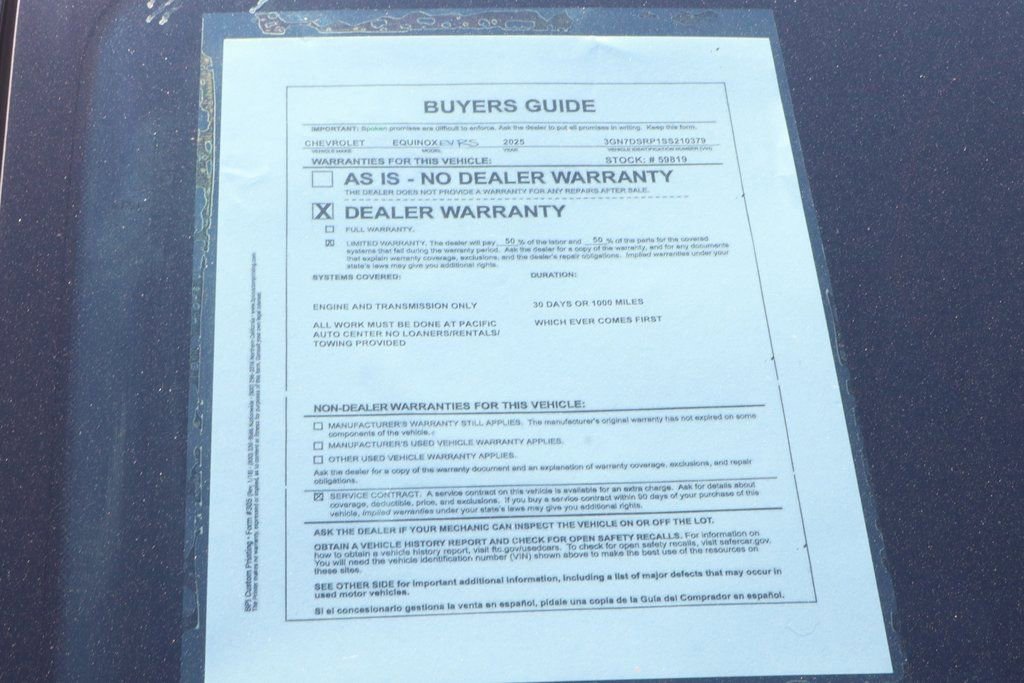 BUYERS GUIDE
IMPORTANT: Spoken promises are difficult to enforce. Ask the dealer to put all promises in writing. Keep this form.
CHEVROLET EQUINOX EV RS 2025 3GN7DSRP1SS210379
VEHICLE MAKE MODEL YEAR VEHICLE IDENTIFICATION NUMBER (VIN)
WARRANTIES FOR THIS VEHICLE: STOCK: # 59819
AS IS - NO DEALER WARRANTY
THE DEALER DOES NOT PROVIDE A WARRANTY FOR ANY REPAIRS AFTER SALE.
X DEALER WARRANTY
FULL WARRANTY.
X LIMITED WARRANTY. The dealer will pay 50 % of the labor and 50 % of the parts for the covered
systems that fail during the warranty period. Ask the dealer for a copy of the warranty, and for any documents
that explain warranty coverage, exclusions, and the dealer's repair obligations. Implied warranties under your
state's laws may give you additional rights.
SYSTEMS COVERED: DURATION:
ENGINE AND TRANSMISSION ONLY 30 DAYS OR 1000 MILES
ALL WORK MUST BE DONE AT PACIFIC WHICH EVER COMES FIRST
AUTO CENTER NO LOANERS/RENTALS/
TOWING PROVIDED
NON-DEALER WARRANTIES FOR THIS VEHICLE:
MANUFACTURER'S WARRANTY STILL APPLIES. The manufacturer's original warranty has not expired on some
components of the vehicle.
MANUFACTURER'S USED VEHICLE WARRANTY APPLIES.
OTHER USED VEHICLE WARRANTY APPLIES.
Ask the dealer for a copy of the warranty document and an explanation of warranty coverage, exclusions, and repair
obligations.
X SERVICE CONTRACT. A service contract on this vehicle is available for an extra charge. Ask for details about
coverage, deductible, price, and exclusions. If you buy a service contract within 90 days of your purchase of this
vehicle, implied warranties under your state's laws may give you additional rights.
ASK THE DEALER IF YOUR MECHANIC CAN INSPECT THE VEHICLE ON OR OFF THE LOT.
OBTAIN A VEHICLE HISTORY REPORT AND CHECK FOR OPEN SAFETY RECALLS. For information on
how to obtain a vehicle history report, visit ftc.gov/usedcars. To check for open safety recalls, visit safercar.gov.
You will need the vehicle identification number (VIN) shown above to make the best use of the resources on
these sites.
SEE OTHER SIDE for important additional information, including a list of major defects that may occur in
used motor vehicles.
Si el concesionario gestiona la venta en español, pídale una copia de la Guía del Comprador en español.
BPI Custom Printing - Form #